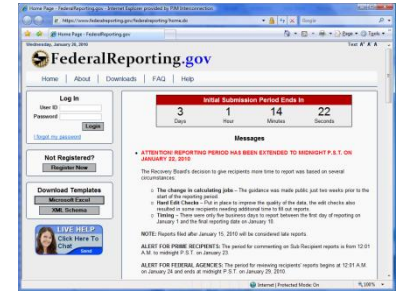 Home Page - FederalReporting.gov - Internet Explorer provided by PJM Interconnection
https://www.federalreporting.gov/federalreporting/home.do
Google
Home Page - FederalReporting.gov
Page
Tools
Wednesday, January 20, 2010
Text A A A
FederalReporting.gov
Home | About | Downloads | FAQ | Help
Log In
User ID
Password
Login
I forgot my password
Not Registered?
Register Now
Download Templates
Microsoft Excel
XML Schema
LIVE HELP
Click Here To
Chat
Send
Initial Submission Period Ends In
3 1 14 22
Days Hour Minutes Seconds
Messages
ATTENTION! REPORTING PERIOD HAS BEEN EXTENDED TO MIDNIGHT P.S.T. ON
JANUARY 22, 2010
The Recovery Board's decision to give recipients more time to report was based on several
circumstances.
The change in calculating jobs – The guidance was made public just two weeks prior to the
start of the reporting period.
Hard Edit Checks – Put in place to improve the quality of the data, the edit checks also
resulted in some recipients needing additional time to fill out reports.
Timing – There were only five business days to report between the first day of reporting on
January 1 and the final reporting date on January 10.
NOTE: Reports filed after January 15, 2010 will be considered late reports.
ALERT FOR PRIME RECIPIENTS: The period for commenting on Sub Recipient reports is from 12:01
A.M. to midnight P.S.T. on January 23
ALERT FOR FEDERAL AGENCIES: The period for reviewing recipients' reports begins at 12:01 A.M.
on January 24 and ends at midnight P.S.T. on January 29, 2010
Internet | Protected Mode: On
100%